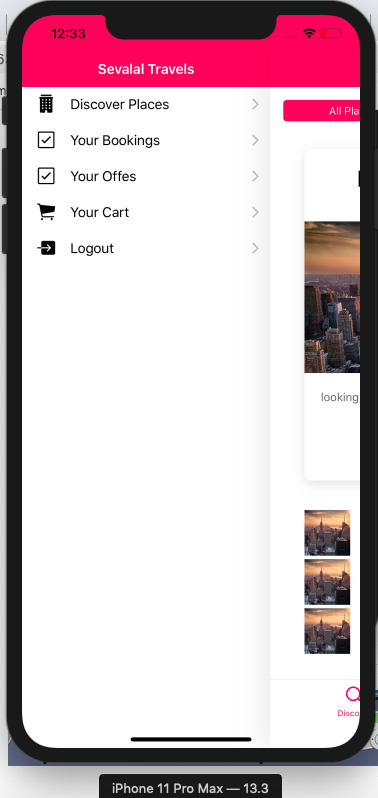 12:33
Sevalal Travels
Discover Places
Your Bookings
Your Offes
Your Cart
Logout
All Pla
looking
Disco
iPhone 11 Pro Max — 13.3